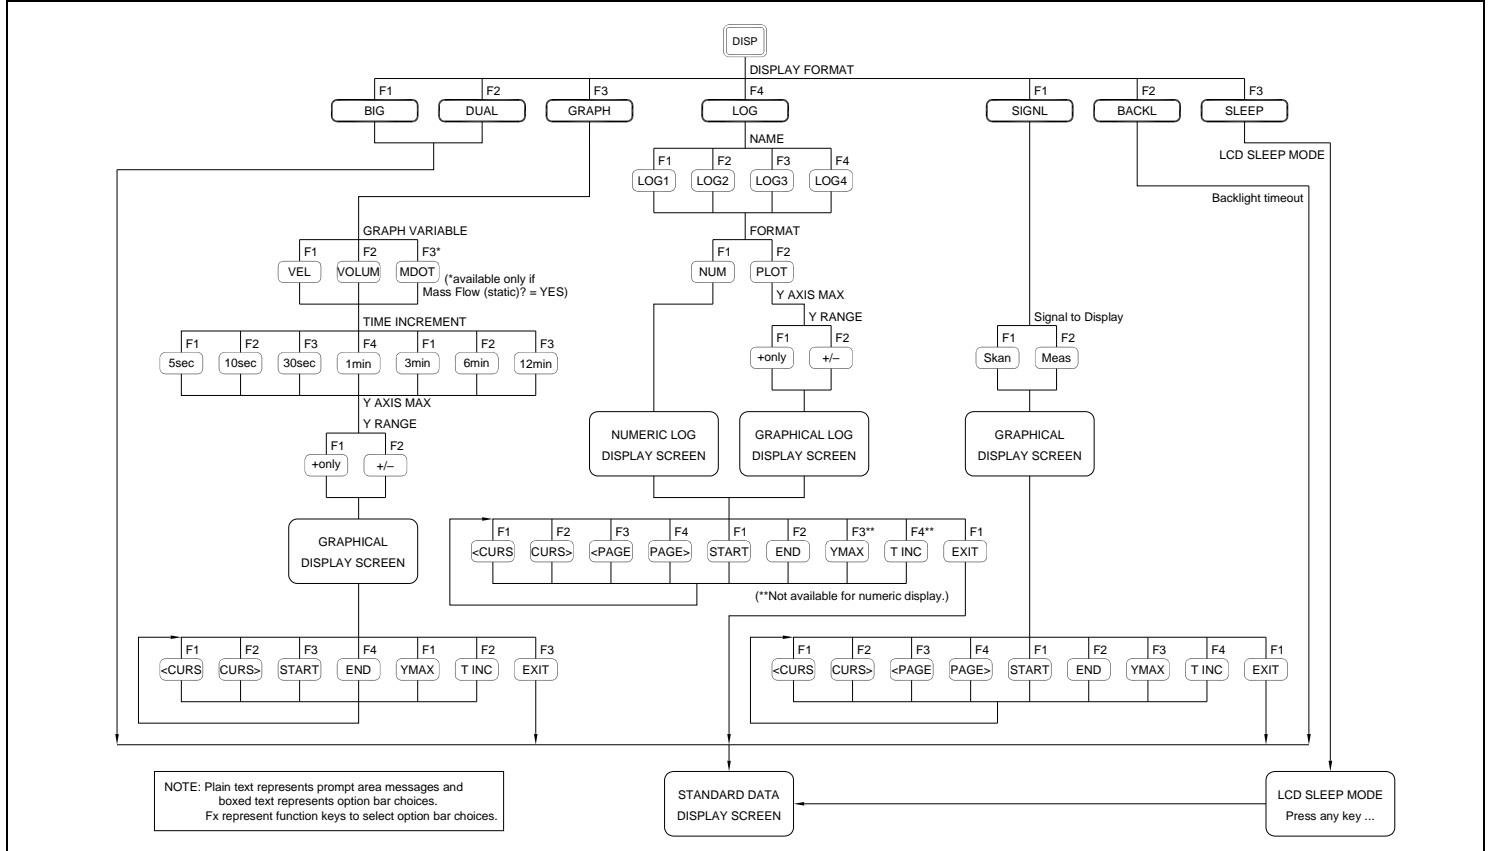 DISP
DISPLAY FORMAT
F1 F2 F3 F4 F1 F2 F3
BIG DUAL GRAPH LOG SIGNL BACKL SLEEP
NAME
LCD SLEEP MODE
F1 F2 F3 F4
LOG1 LOG2 LOG3 LOG4
Backlight timeout
GRAPH VARIABLE
FORMAT
F1 F2 F3*
VEL VOLUM MDOT
(*available only if
Mass Flow (static)? = YES)
F1 F2
NUM PLOT
Y AXIS MAX
Y RANGE
F1 F2
+only +/–
Signal to Display
F1 F2
Skan Meas
TIME INCREMENT
F1 F2 F3 F4 F1 F2 F3
5sec 10sec 30sec 1min 3min 6min 12min
Y AXIS MAX
Y RANGE
F1 F2
+only +/–
NUMERIC LOG
DISPLAY SCREEN
GRAPHICAL LOG
DISPLAY SCREEN
GRAPHICAL
DISPLAY SCREEN
GRAPHICAL
DISPLAY SCREEN
F1 F2 F3 F4 F1 F2 F3** F4** F1
<CURS CURS> <PAGE PAGE> START END YMAX T INC EXIT
(**Not available for numeric display.)
F1 F2 F3 F4 F1 F2 F3
<CURS CURS> START END YMAX T INC EXIT
F1 F2 F3 F4 F1 F2 F3 F4 F1
<CURS CURS> <PAGE PAGE> START END YMAX T INC EXIT
NOTE: Plain text represents prompt area messages and
boxed text represents option bar choices.
Fx represent function keys to select option bar choices.
STANDARD DATA
DISPLAY SCREEN
LCD SLEEP MODE
Press any key ...